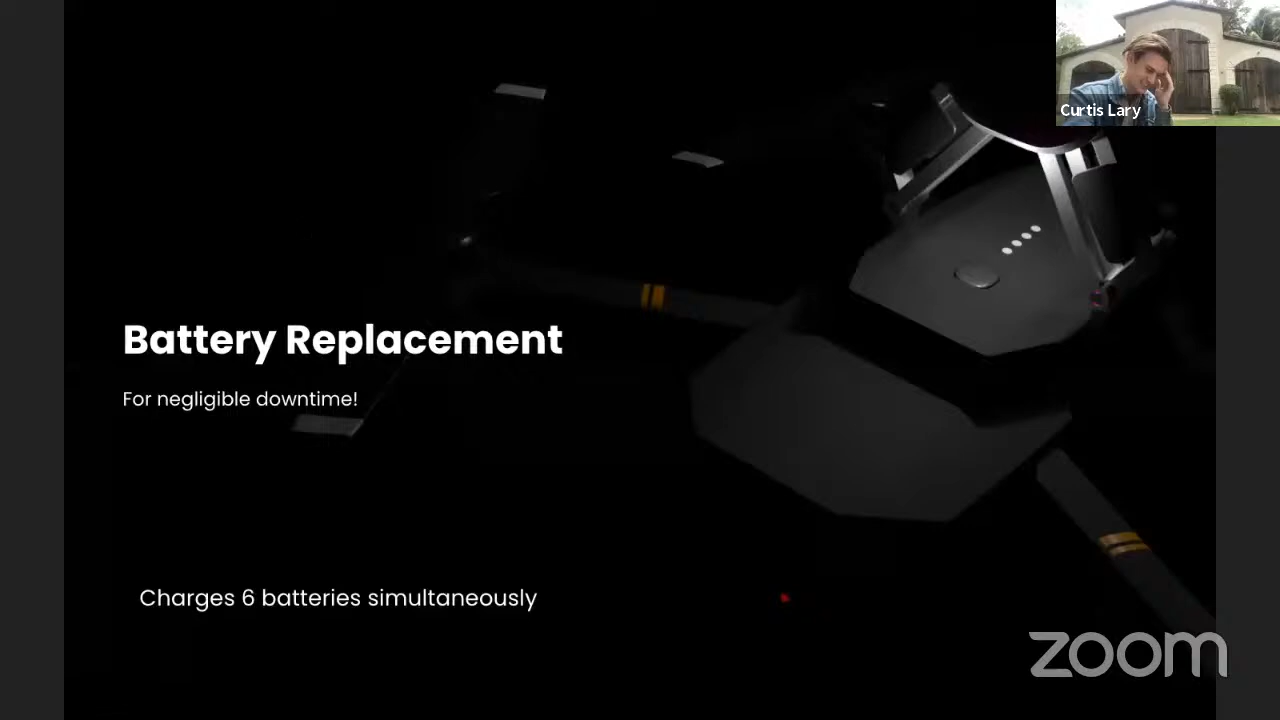 Curtis Lary
Battery Replacement
For negligible downtime!
Charges 6 batteries simultaneously
zoom